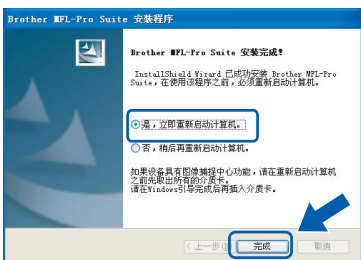 Brother MFL-Pro Suite 安装程序
Brother MFL-Pro Suite 安装完成!
InstallShield Wizard 已成功安装 Brother MFL-Pro
Suite,在使用该程序之前,必须重新启动计算机。
是,立即重新启动计算机。
否,稍后再重新启动计算机。
如果设备具有图像捕捉中心功能,请在重新启动计算机
之前先取出所有的介质卡。
请在Windows引导完成后再插入介质卡。
<上一步
完成
取消